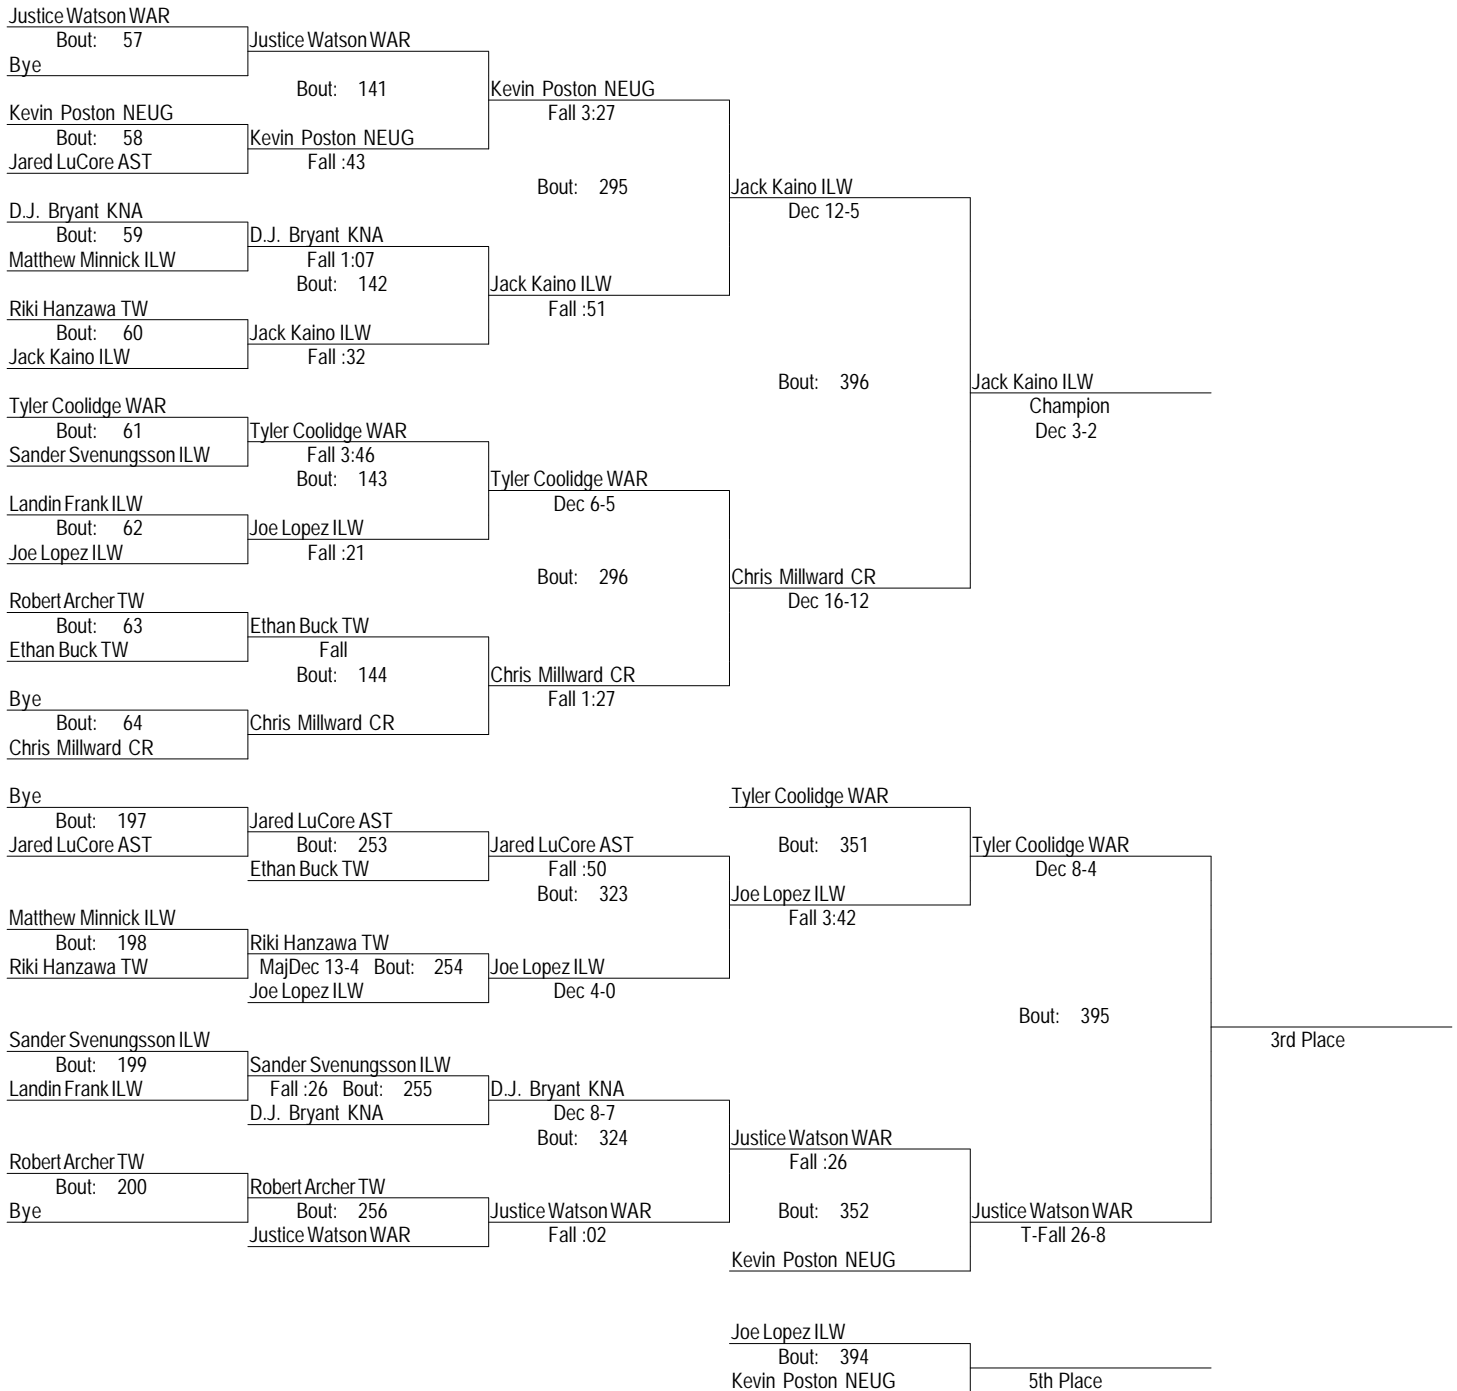 Justice Watson WAR
Bout: 57
Justice Watson WAR
Bye
Bout: 141
Kevin Poston NEUG
Kevin Poston NEUG
Fall 3:27
Bout: 58
Kevin Poston NEUG
Jared LuCore AST
Fall :43
Bout: 295
Jack Kaino ILW
D.J. Bryant KNA
Dec 12-5
Bout: 59
D.J. Bryant KNA
Matthew Minnick ILW
Fall 1:07
Bout: 142
Jack Kaino ILW
Riki Hanzawa TW
Fall :51
Bout: 60
Jack Kaino ILW
Jack Kaino ILW
Fall :32
Bout: 396
Jack Kaino ILW
Tyler Coolidge WAR
Champion
Bout: 61
Tyler Coolidge WAR
Dec 3-2
Sander Svenungsson ILW
Fall 3:46
Bout: 143
Tyler Coolidge WAR
Landin Frank ILW
Dec 6-5
Bout: 62
Joe Lopez ILW
Joe Lopez ILW
Fall :21
Bout: 296
Chris Millward CR
Robert Archer TW
Dec 16-12
Bout: 63
Ethan Buck TW
Ethan Buck TW
Fall
Bout: 144
Chris Millward CR
Bye
Fall 1:27
Bout: 64
Chris Millward CR
Chris Millward CR
Bye
Tyler Coolidge WAR
Bout: 197
Jared LuCore AST
Jared LuCore AST
Bout: 253
Jared LuCore AST
Bout: 351
Tyler Coolidge WAR
Ethan Buck TW
Fall :50
Dec 8-4
Bout: 323
Joe Lopez ILW
Matthew Minnick ILW
Fall 3:42
Bout: 198
Riki Hanzawa TW
Riki Hanzawa TW
MajDec 13-4 Bout: 254
Joe Lopez ILW
Joe Lopez ILW
Dec 4-0
Bout: 395
Sander Svenungsson ILW
3rd Place
Bout: 199
Sander Svenungsson ILW
Landin Frank ILW
Fall :26 Bout: 255
D.J. Bryant KNA
D.J. Bryant KNA
Dec 8-7
Bout: 324
Justice Watson WAR
Robert Archer TW
Fall :26
Bout: 200
Robert Archer TW
Bye
Bout: 256
Justice Watson WAR
Bout: 352
Justice Watson WAR
Justice Watson WAR
Fall :02
T-Fall 26-8
Kevin Poston NEUG
Joe Lopez ILW
Bout: 394
Kevin Poston NEUG
5th Place